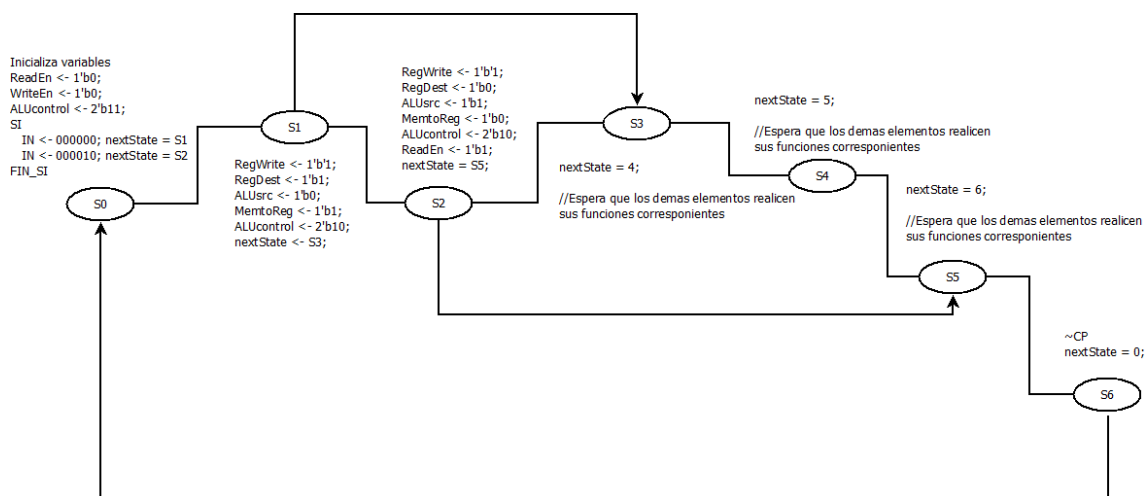 Inicializa variables
ReadEn <- 1'b0;
WriteEn <- 1'b0;
ALUcontrol <- 2'b11;
SI
IN <- 000000; nextState = S1
IN <- 000010; nextState = S2
FIN_SI
S0
S1
RegWrite <- 1'b'1;
RegDest <- 1'b1;
ALUsrc <- 1'b0;
MemtoReg <- 1'b1;
ALUcontrol <- 2'b10;
nextState <- S3;
RegWrite <- 1'b'1;
RegDest <- 1'b0;
ALUsrc <- 1'b1;
MemtoReg <- 1'b0;
ALUcontrol <- 2'b10;
ReadEn <- 1'b1;
nextState = S5;
S2
S3
nextState = 4;
//Espera que los demas elementos realicen
sus funciones corresponientes
nextState = 5;
//Espera que los demas elementos realicen
sus funciones corresponientes
S4
nextState = 6;
//Espera que los demas elementos realicen
sus funciones corresponientes
S5
~CP
nextState = 0;
S6